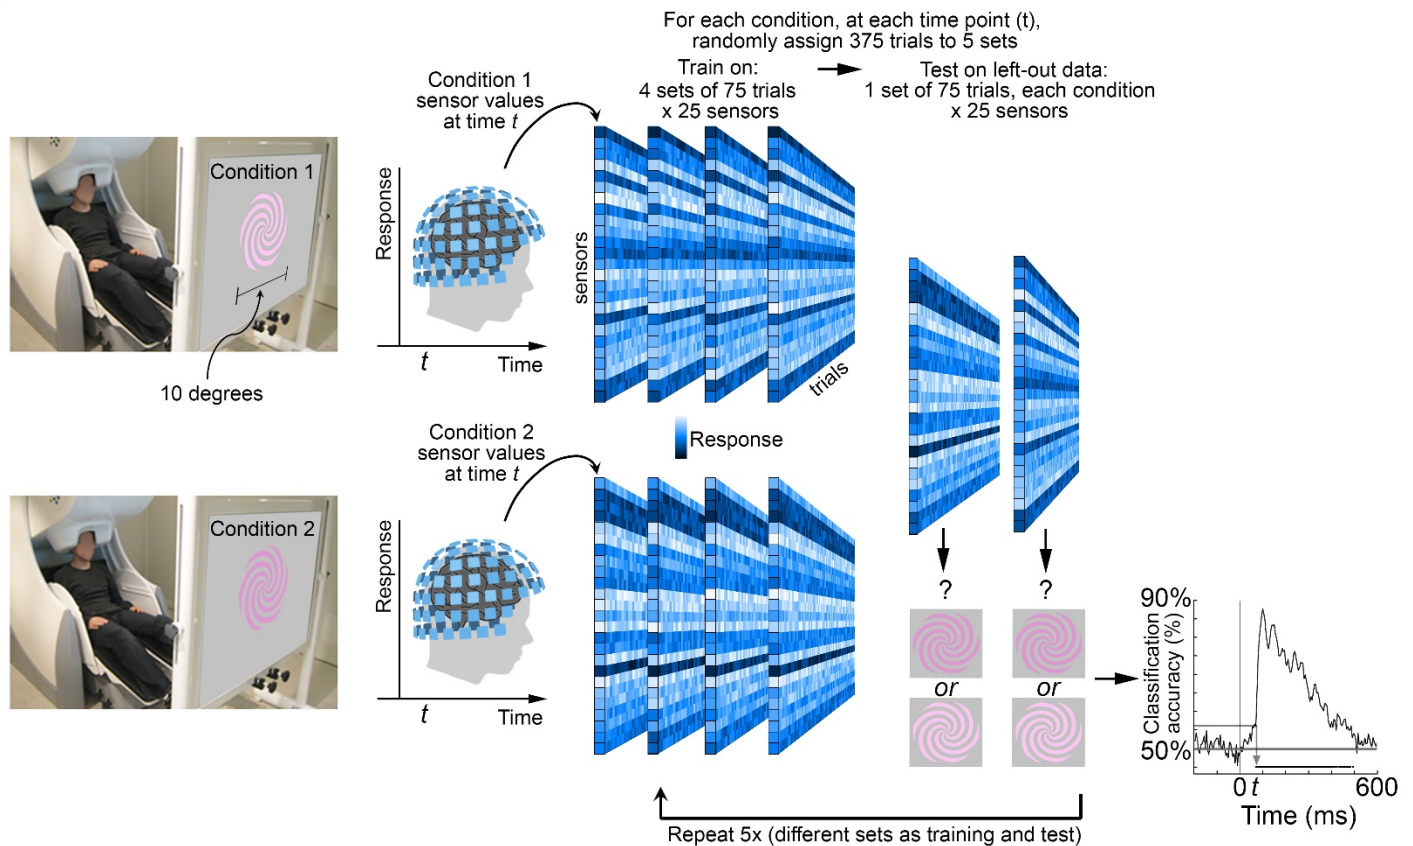 For each condition, at each time point (t),
randomly assign 375 trials to 5 sets
Train on:
4 sets of 75 trials
x 25 sensors
Test on left-out data:
1 set of 75 trials, each condition
x 25 sensors
Condition 1
sensor values
at time t
Condition 1
10 degrees
Response
t
Time
sensors
trials
Response
Condition 2
sensor values
at time t
Condition 2
Response
t
Time
?
?
or
or
90%
50%
Classification
accuracy (%)
0
t
600
Time (ms)
Repeat 5x (different sets as training and test)